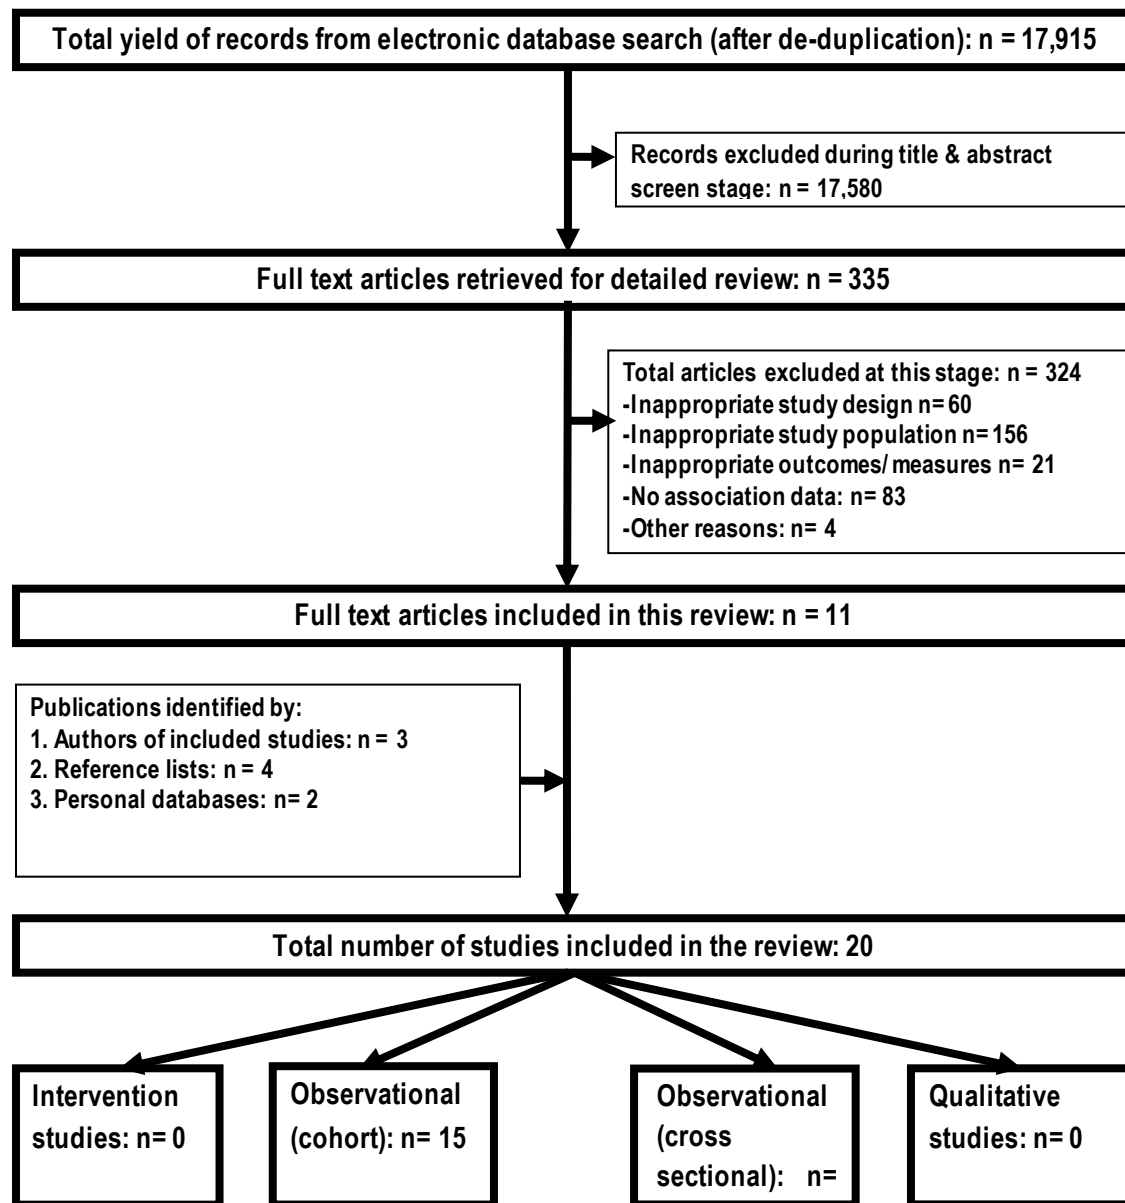 Total yield of records from electronic database search (after de-duplication): n = 17,915
Records excluded during title & abstract
screen stage: n = 17,580
Full text articles retrieved for detailed review: n = 335
Total articles excluded at this stage: n = 324
-Inappropriate study design n= 60
-Inappropriate study population n= 156
-Inappropriate outcomes/ measures n= 21
-No association data: n= 83
-Other reasons: n= 4
Full text articles included in this review: n = 11
Publications identified by:
1. Authors of included studies: n = 3
2. Reference lists: n = 4
3. Personal databases: n= 2
Total number of studies included in the review: 20
Intervention
studies: n= 0
Observational
(cohort): n= 15
Observational
(cross
sectional): n=
Qualitative
studies: n= 0